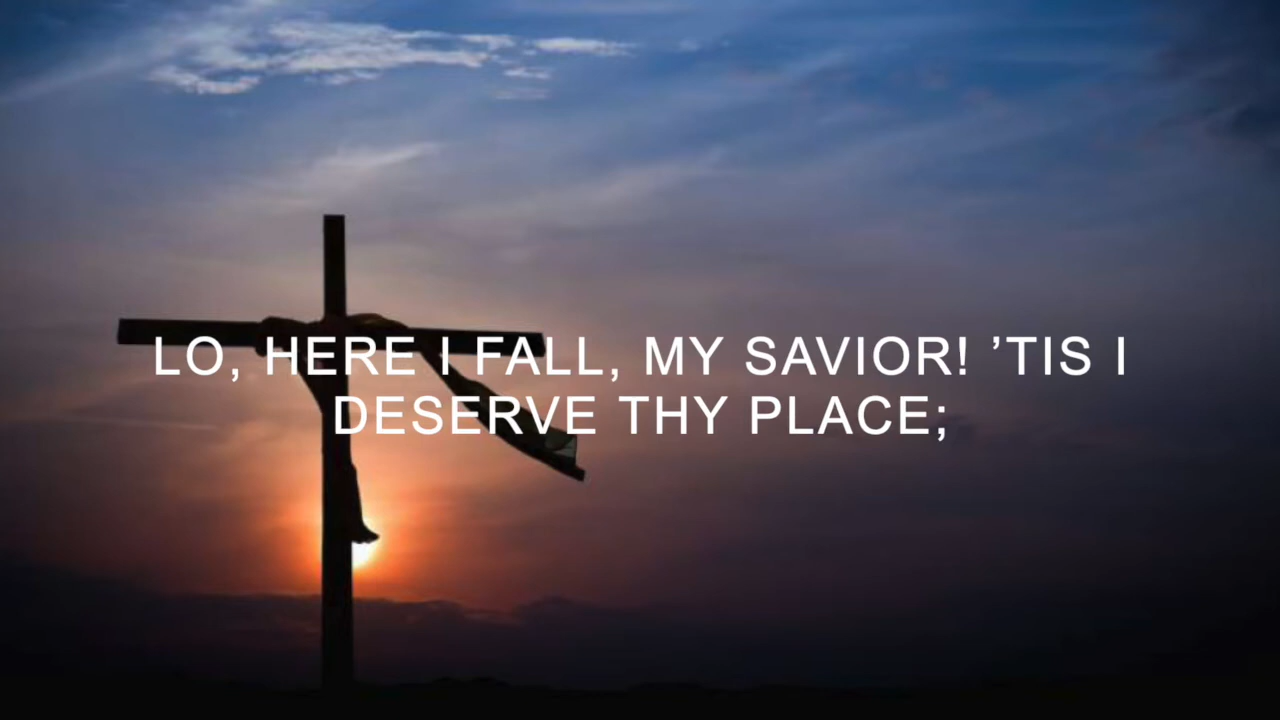 LO, HERE I FALL, MY SAVIOR! ’TIS I
DESERVE THY PLACE;